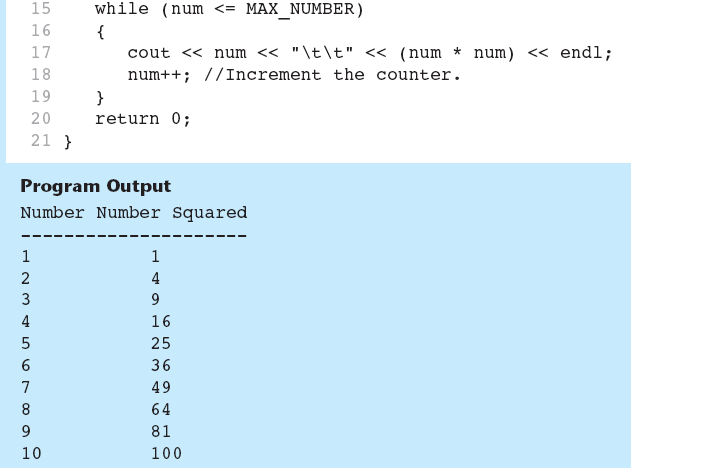 15 while (num <= MAX_NUMBER)
16 {
17 cout << num << "\t\t" << (num * num) << endl;
18 num++; //Increment the counter.
19 }
20 return 0;
21 }
Program Output
Number Number Squared
---------------------
1 1
2 4
3 9
4 16
5 25
6 36
7 49
8 64
9 81
10 100